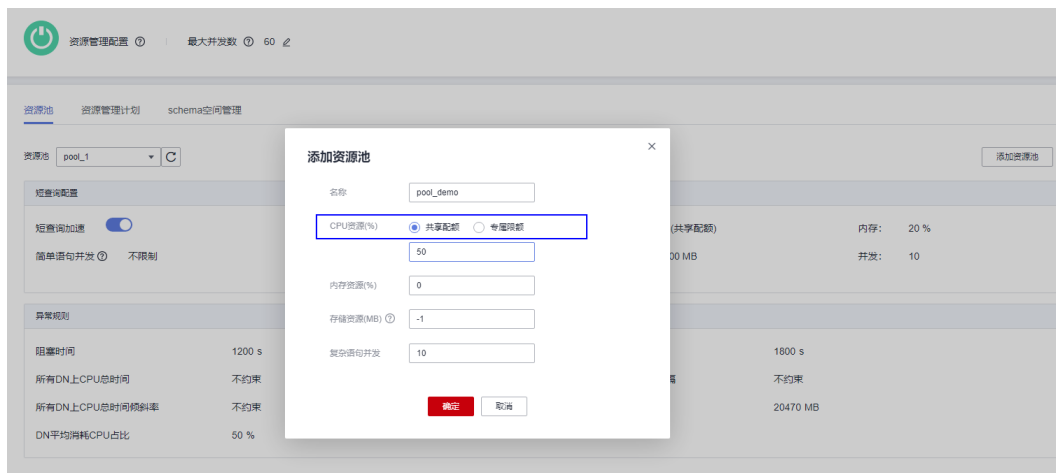 资源管理配置 最大并发数 60
资源池 资源管理计划 schema空间管理
资源池 pool_1 添加资源池
短查询配置
短查询加速 (共享配额) 内存： 20 %
简单语句并发 不限制 00 MB 并发： 10
异常规则
阻塞时间 1200 s 1800 s
所有DN上CPU总时间 不约束 不约束
所有DN上CPU总时间倾斜率 不约束 20470 MB
DN平均消耗CPU占比 50 %
添加资源池
名称 pool_demo
CPU资源(%) 共享配额 专属限额
50
内存资源(%) 0
存储资源(MB) -1
复杂语句并发 10
确定 取消